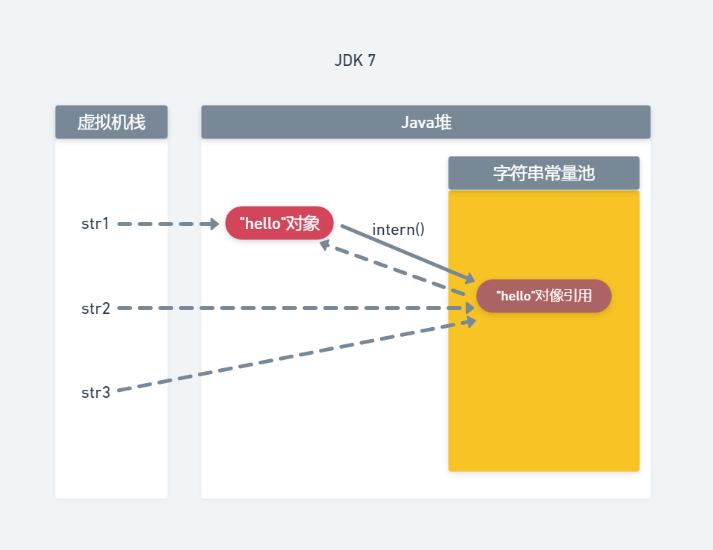 JDK 7
虚拟机栈
Java堆
字符串常量池
str1
"hello"对象
intern()
"hello"对像引用
str2
str3